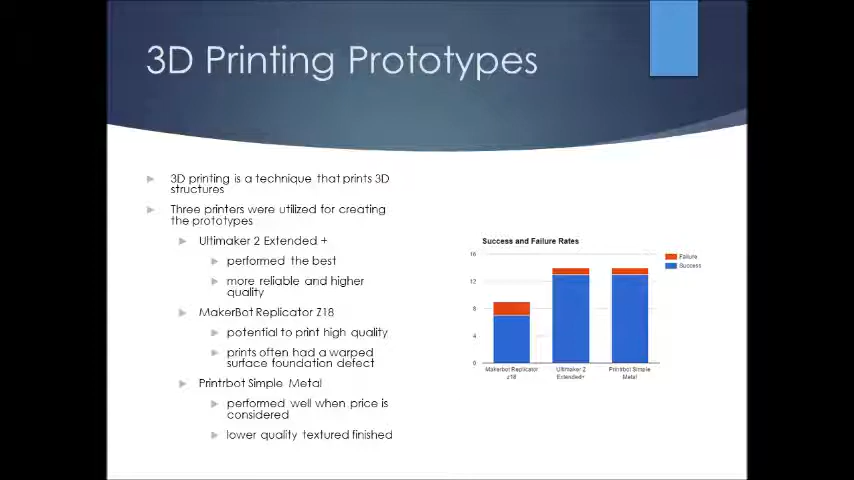 3D Printing Prototypes
3D printing is a technique that prints 3D
structures
Three printers were utilized for creating
the prototypes
Ultimaker 2 Extended +
performed the best
more reliable and higher
quality
MakerBot Replicator Z18
potential to print high quality
prints often had a warped
surface foundation defect
Printrbot Simple Metal
performed well when price is
considered
lower quality textured finished
Success and Failure Rates
16
12
8
4
0
Failure
Success
Makerbot Replicator
z18
Ultimaker 2
Extended+
Printrbot Simple
Metal